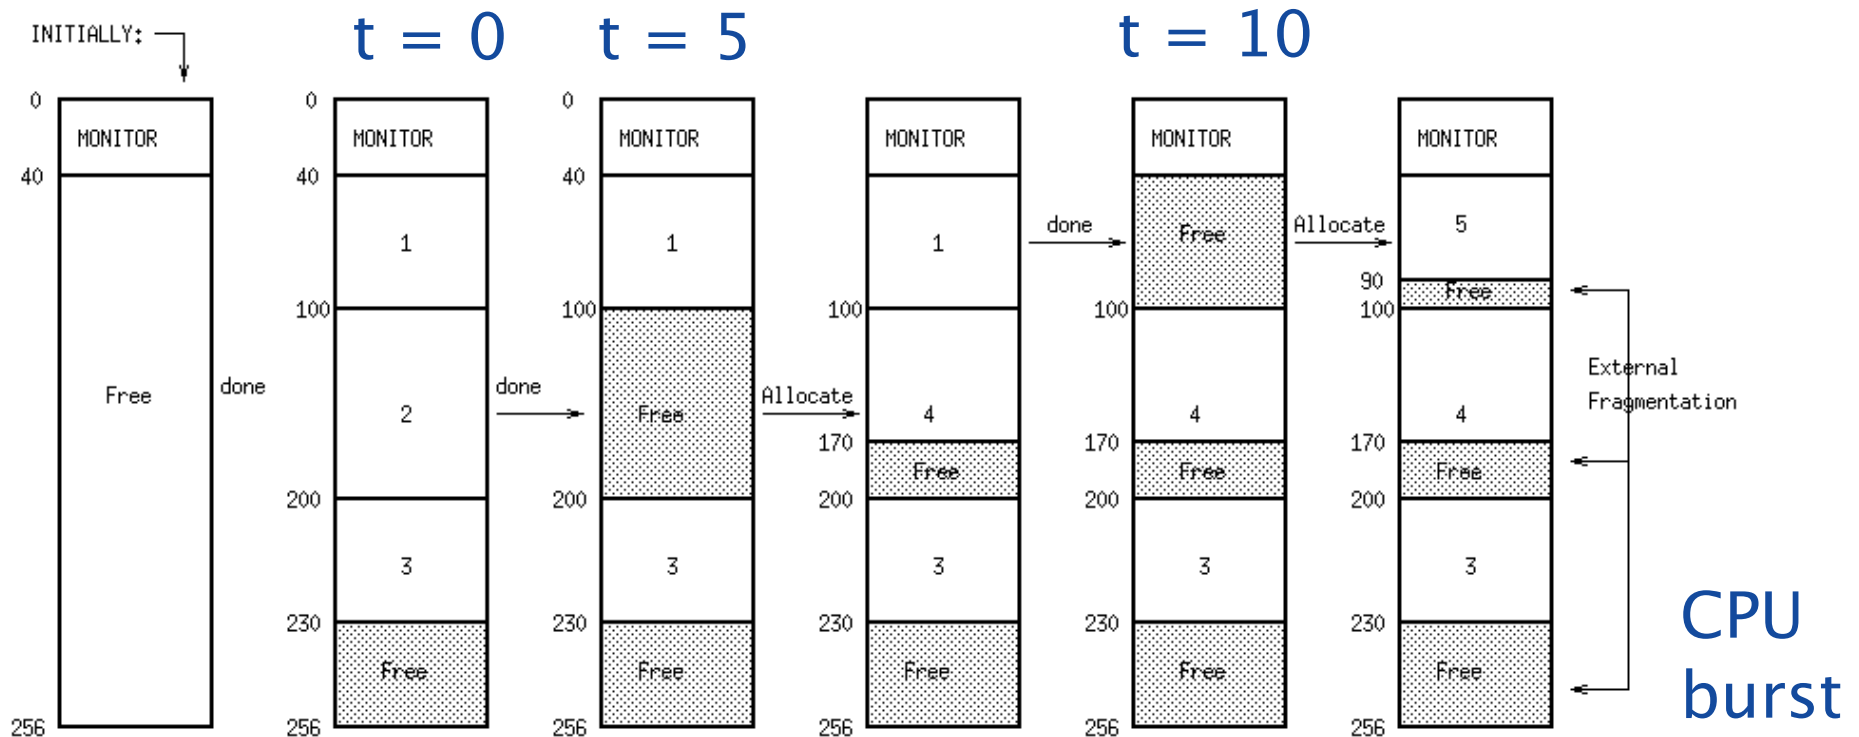 INITIALLY:
t = 0
t = 5
t = 10
0
MONITOR
40
Free
256
done
0
MONITOR
40
1
100
2
200
3
230
Free
256
done
0
MONITOR
40
1
100
Free
200
3
230
Free
256
Allocate
MONITOR
1
100
4
170
Free
200
3
230
Free
256
done
MONITOR
Free
100
4
170
Free
200
3
230
Free
256
Allocate
MONITOR
5
90
Free
100
4
170
Free
200
3
230
Free
256
External
Fragmentation
CPU
burst